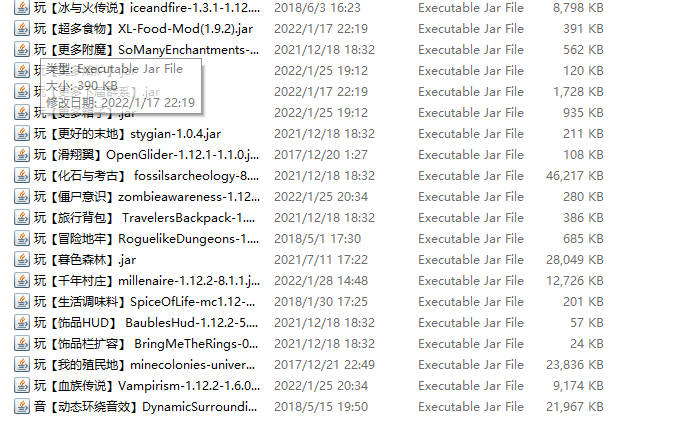 玩【冰与火传说】iceandfire-1.3.1-1.12.... 2018/6/3 16:23 Executable Jar File 8,798 KB
玩【超多食物】XL-Food-Mod(1.9.2).jar 2022/1/17 22:19 Executable Jar File 391 KB
玩【更多附魔】SoManyEnchantments-... 2021/12/18 18:32 Executable Jar File 562 KB
类型: Executable Jar File
大小: 390 KB
修改日期: 2022/1/17 22:19
玩 .jar 2022/1/25 19:12 Executable Jar File 120 KB
玩【更多下届群系】.jar 2022/1/17 22:19 Executable Jar File 1,728 KB
玩【更多帽子】.jar 2022/1/25 19:12 Executable Jar File 935 KB
玩【更好的末地】stygian-1.0.4.jar 2021/12/18 18:32 Executable Jar File 211 KB
玩【滑翔翼】OpenGlider-1.12.1-1.1.0.j... 2017/12/20 1:27 Executable Jar File 108 KB
玩【化石与考古】 fossilsarcheology-8.... 2021/12/18 18:32 Executable Jar File 46,217 KB
玩【僵尸意识】zombieawareness-1.12... 2022/1/25 20:34 Executable Jar File 280 KB
玩【旅行背包】 TravelersBackpack-1.... 2021/12/18 18:32 Executable Jar File 386 KB
玩【冒险地牢】RoguelikeDungeons-1... 2018/5/1 17:30 Executable Jar File 685 KB
玩【暮色森林】.jar 2021/7/11 17:22 Executable Jar File 28,049 KB
玩【千年村庄】millenaire-1.12.2-8.1.1.j... 2022/1/28 14:48 Executable Jar File 12,726 KB
玩【生活调味料】SpiceOfLife-mc1.12-... 2018/1/30 17:25 Executable Jar File 201 KB
玩【饰品HUD】 BaublesHud-1.12.2-5.... 2021/12/18 18:32 Executable Jar File 57 KB
玩【饰品栏扩容】 BringMeTheRings-0... 2021/12/18 18:32 Executable Jar File 24 KB
玩【我的殖民地】minecolonies-univer... 2017/12/21 22:49 Executable Jar File 23,836 KB
玩【血族传说】Vampirism-1.12.2-1.6.0... 2022/1/25 20:34 Executable Jar File 9,174 KB
音【动态环绕音效】DynamicSurroundi... 2018/5/15 19:50 Executable Jar File 21,967 KB